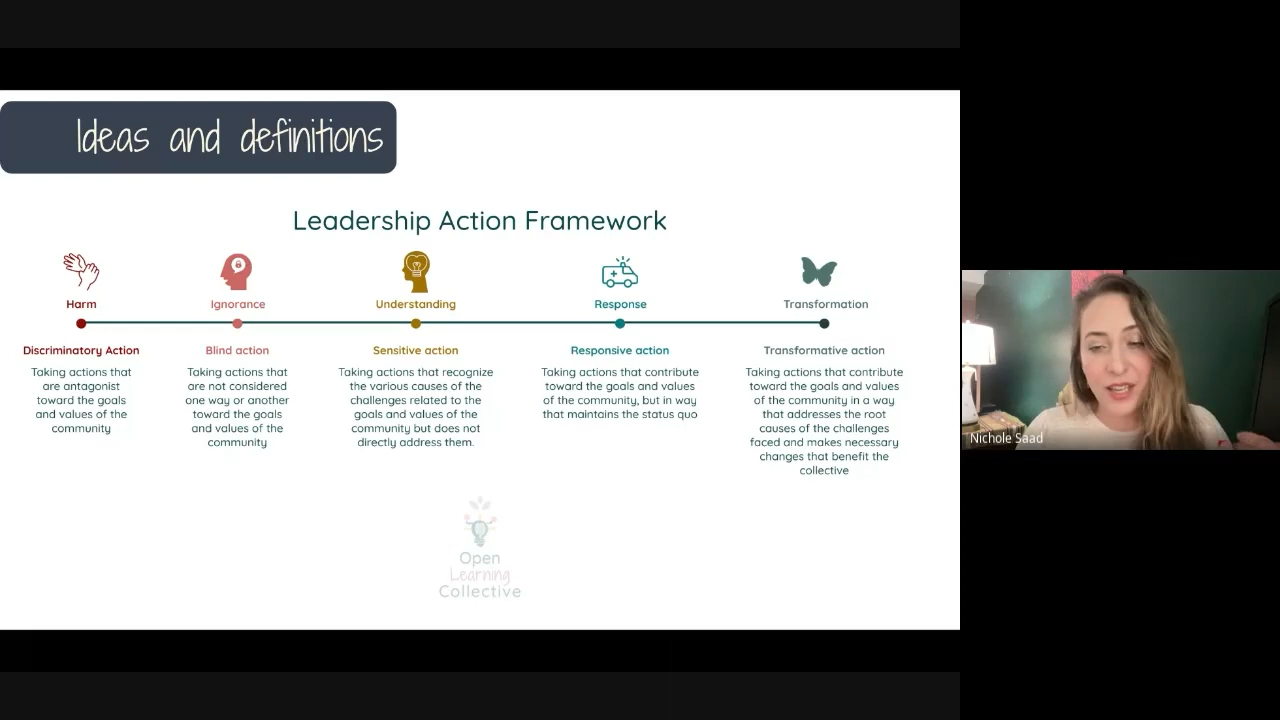 Ideas and definitions
Leadership Action Framework
Harm
Ignorance
Understanding
Response
Transformation
Discriminatory Action
Taking actions that
are antagonist
toward the goals
and values of the
community
Blind action
Taking actions that
are not considered
one way or another
toward the goals
and values of the
community
Sensitive action
Taking actions that recognize
the various causes of the
challenges related to the
goals and values of the
community but does not
directly address them.
Responsive action
Taking actions that contribute
toward the goals and values
of the community, but in way
that maintains the status quo
Transformative action
Taking actions that contribute
toward the goals and values
of the community in a way
that addresses the root
causes of the challenges
faced and makes necessary
changes that benefit the
collective
Open
Learning
Collective
Nichole Saad